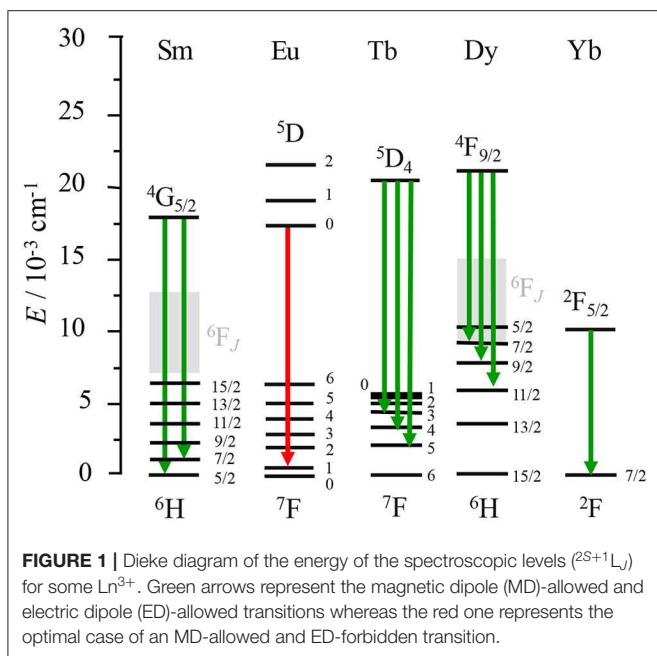 30
25
20
15
10
5
0
E / 10⁻³ cm⁻¹
Sm
Eu
Tb
Dy
Yb
⁴G₅/₂
⁶F_J
15/2
13/2
11/2
9/2
7/2
5/2
⁶H
⁵D
2
1
0
6
5
4
3
2
1
0
⁷F
⁵D₄
0
1
2
3
4
5
6
⁷F
⁴F₉/₂
⁶F_J
5/2
7/2
9/2
11/2
13/2
15/2
⁶H
²F₅/₂
7/2
²F
FIGURE 1 | Dieke diagram of the energy of the spectroscopic levels (²ˢ⁺¹L_J)
for some Ln³⁺. Green arrows represent the magnetic dipole (MD)-allowed and
electric dipole (ED)-allowed transitions whereas the red one represents the
optimal case of an MD-allowed and ED-forbidden transition.